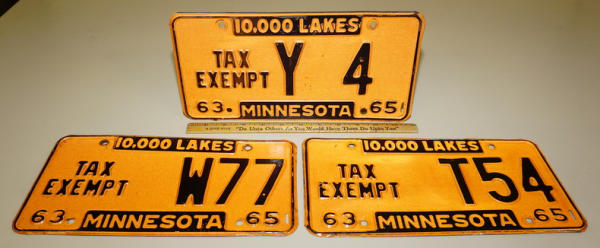 10,000 LAKES
TAX
EXEMPT Y 4
63 MINNESOTA 65
"Do Unto Others As You Would Have Them Do Unto You"
10,000 LAKES
TAX
EXEMPT W77
63 MINNESOTA 65
10,000 LAKES
TAX
EXEMPT T54
63 MINNESOTA 65